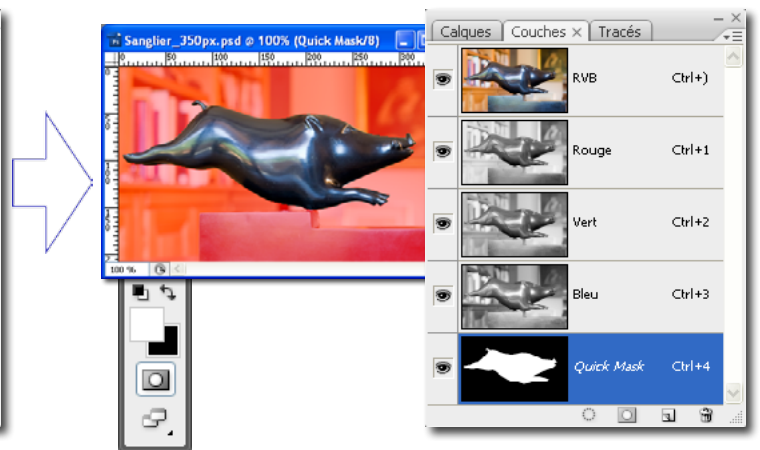 Sanglier_350px.psd @ 100% (Quick Mask/8)
0 50 100 150 200 250 300
100 %
Calques Couches × Tracés
RVB Ctrl+)
Rouge Ctrl+1
Vert Ctrl+2
Bleu Ctrl+3
Quick Mask Ctrl+4